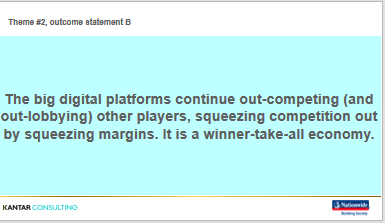 Theme #2, outcome statement B
The big digital platforms continue out-competing (and
out-lobbying) other players, squeezing competition out
by squeezing margins. It is a winner-take-all economy.
KANTAR CONSULTING
Nationwide
Building Society